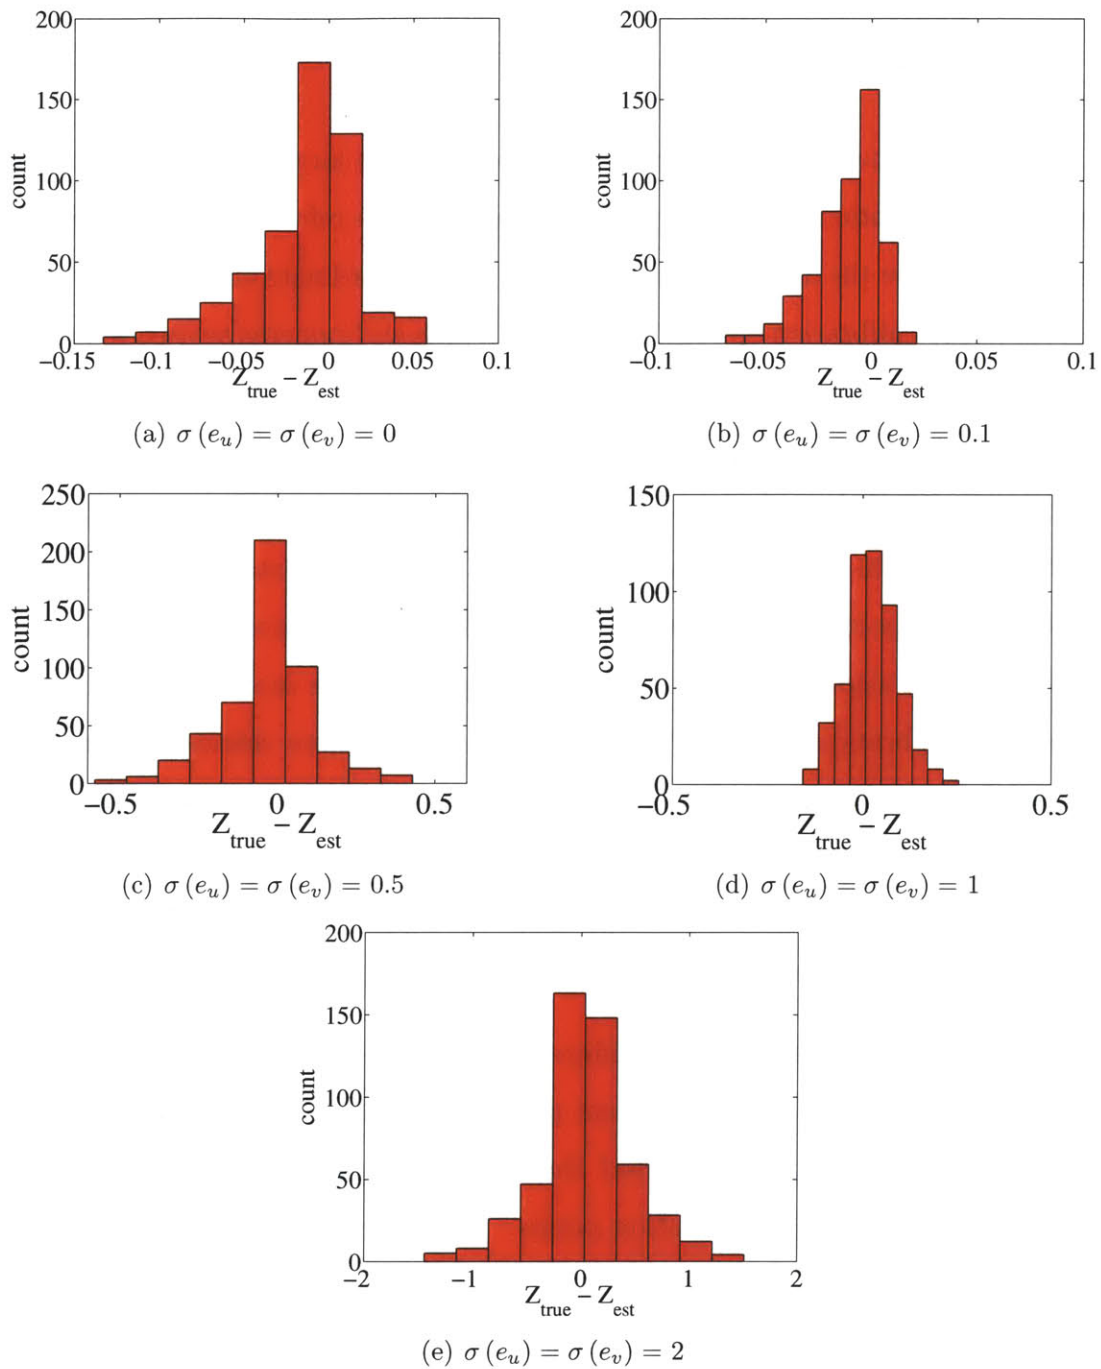 200
150
100
50
0
count
−0.15 −0.1 −0.05 0 0.05 0.1
Z_true − Z_est
(a) σ (e_u) = σ (e_v) = 0
200
150
100
50
0
count
−0.1 −0.05 0 0.05 0.1
Z_true − Z_est
(b) σ (e_u) = σ (e_v) = 0.1
250
200
150
100
50
0
count
−0.5 0 0.5
Z_true − Z_est
(c) σ (e_u) = σ (e_v) = 0.5
150
100
50
0
count
−0.5 0 0.5
Z_true − Z_est
(d) σ (e_u) = σ (e_v) = 1
200
150
100
50
0
count
−2 −1 0 1 2
Z_true − Z_est
(e) σ (e_u) = σ (e_v) = 2